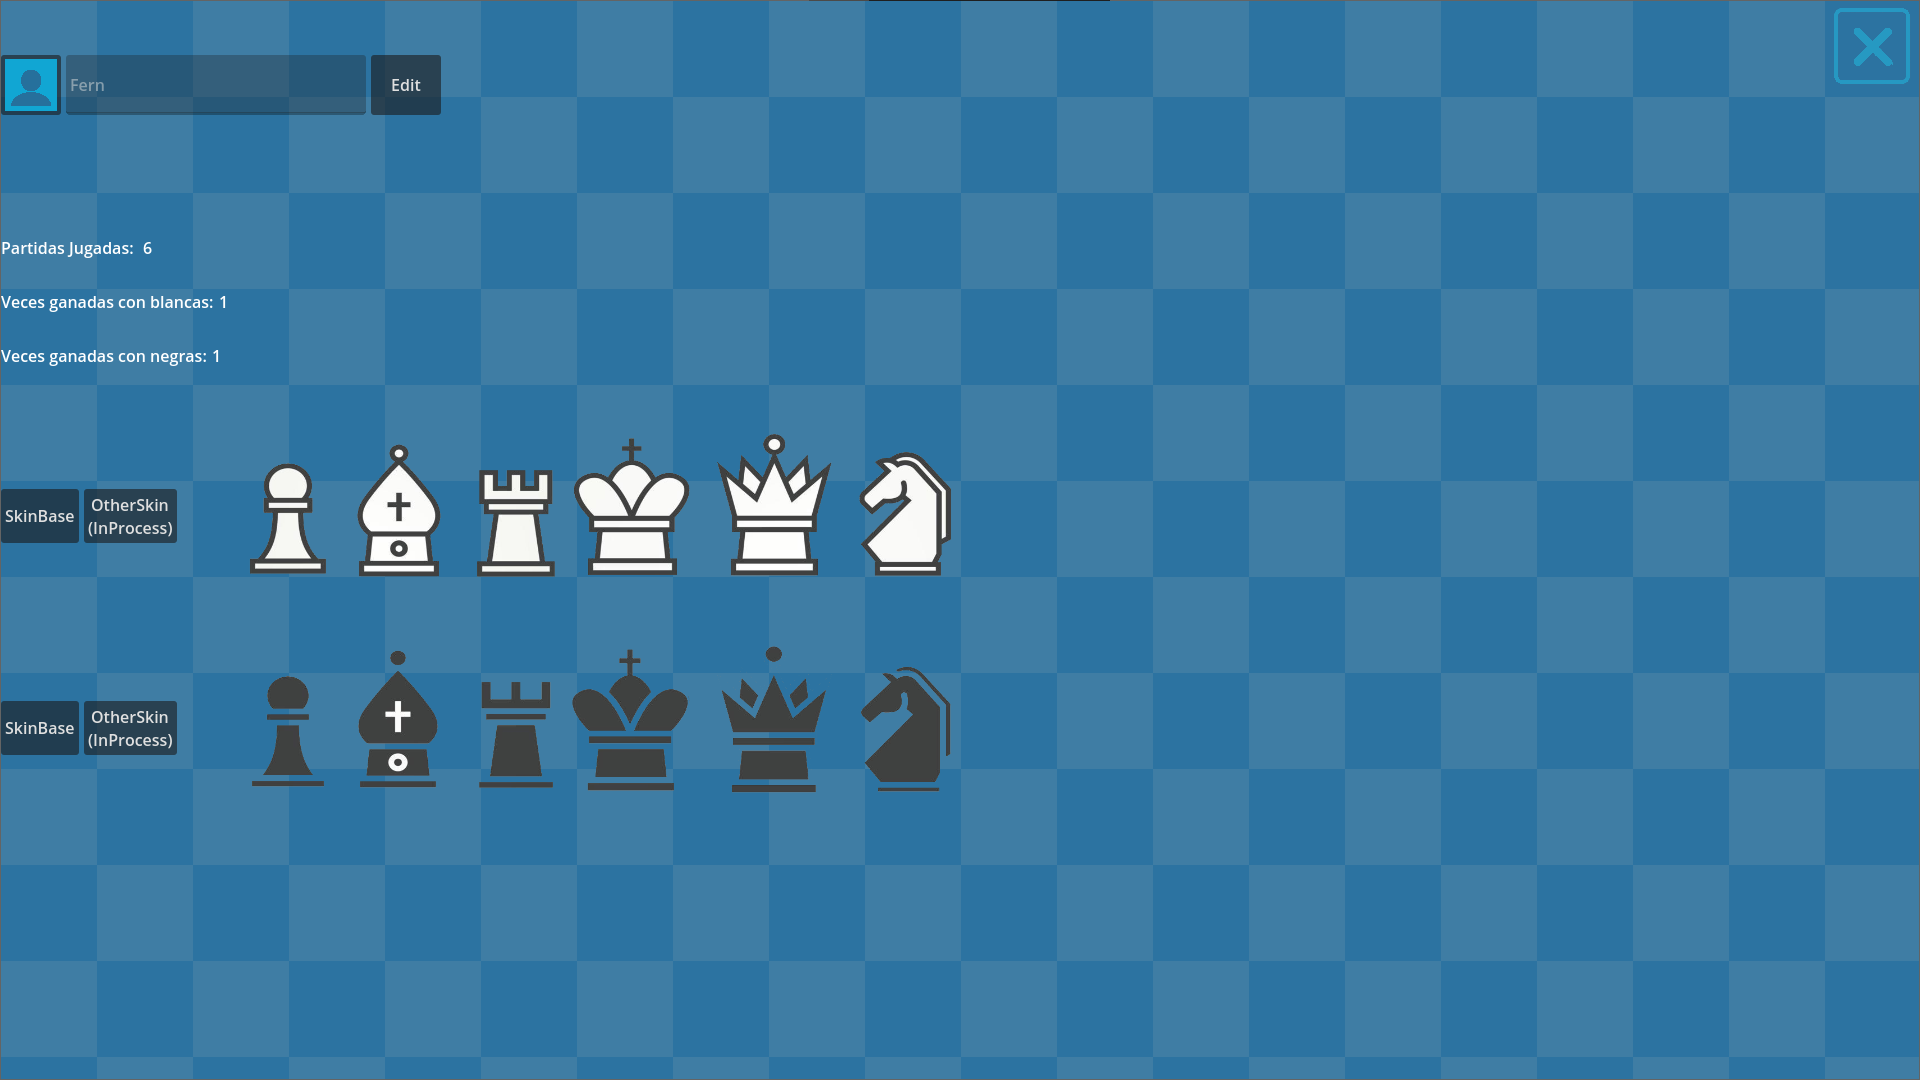 Fern
Edit
Partidas Jugadas: 6
Veces ganadas con blancas: 1
Veces ganadas con negras: 1
SkinBase
OtherSkin
(InProcess)
SkinBase
OtherSkin
(InProcess)